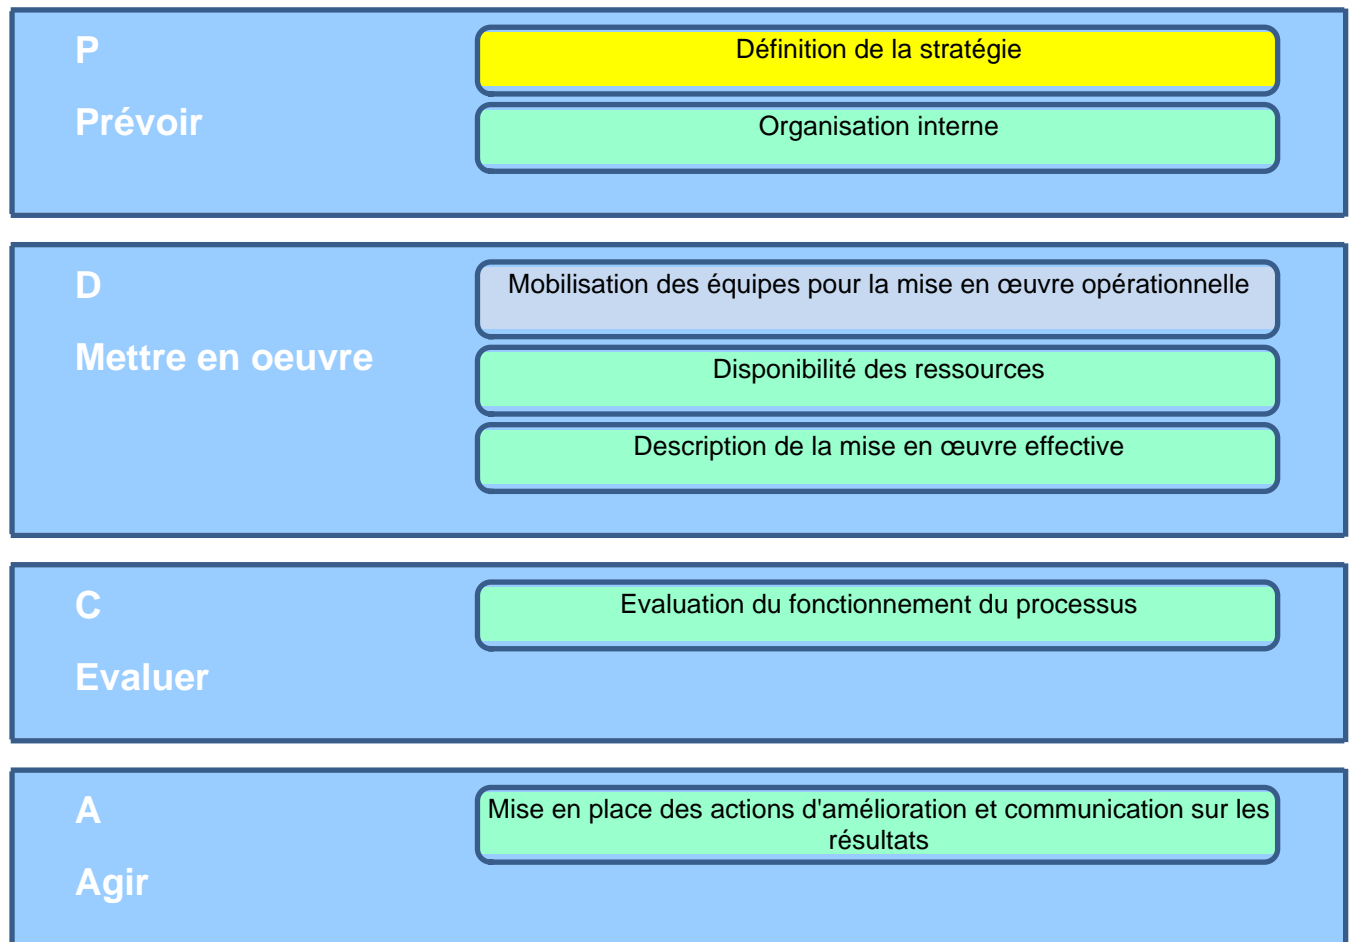 P
Prévoir
Définition de la stratégie
Organisation interne
D
Mettre en oeuvre
Mobilisation des équipes pour la mise en œuvre opérationnelle
Disponibilité des ressources
Description de la mise en œuvre effective
C
Evaluer
Evaluation du fonctionnement du processus
A
Agir
Mise en place des actions d'amélioration et communication sur les
résultats